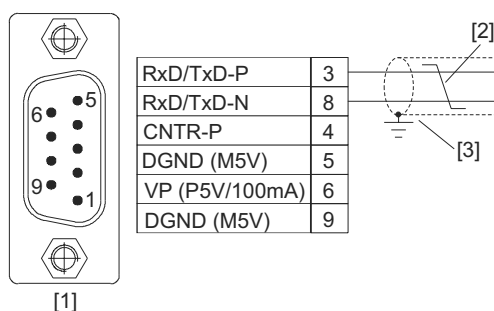 [2]
RxD/TxD-P 3
RxD/TxD-N 8
CNTR-P 4
DGND (M5V) 5
VP (P5V/100mA) 6
DGND (M5V) 9
[3]
5
6
9
1
[1]